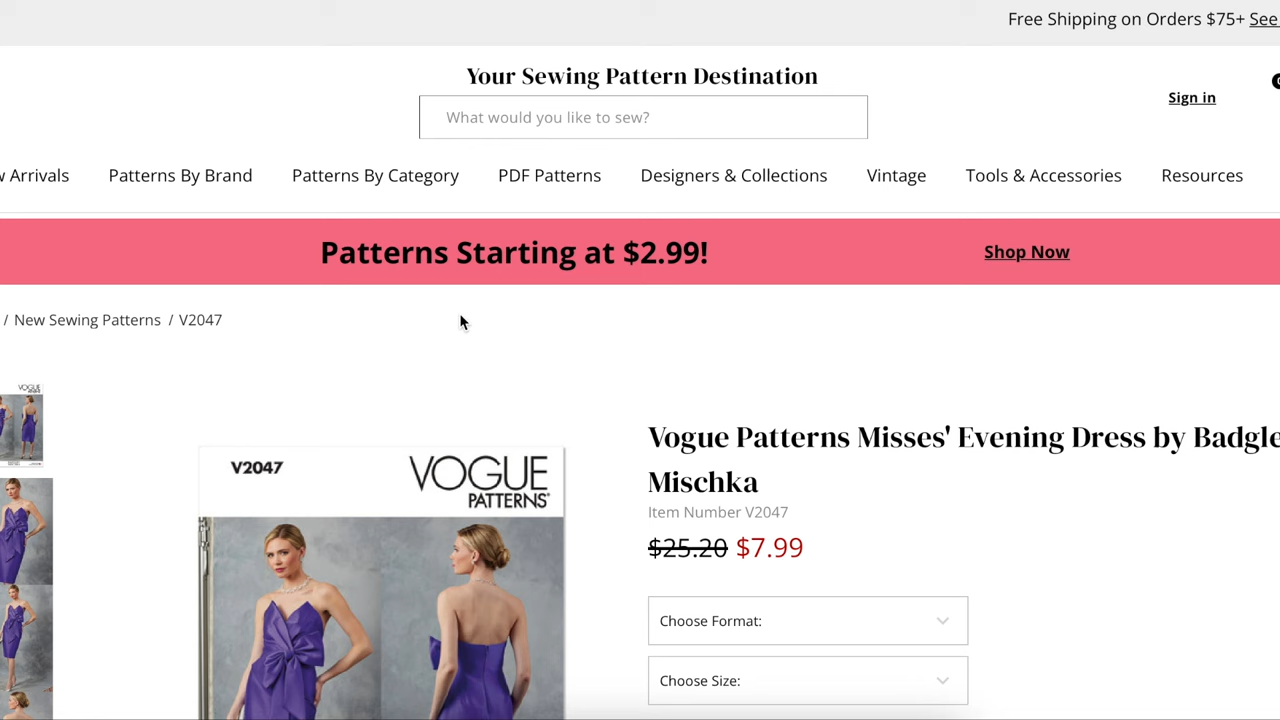 Free Shipping on Orders $75+ See
Your Sewing Pattern Destination
What would you like to sew?
Sign in
Arrivals Patterns By Brand Patterns By Category PDF Patterns Designers & Collections Vintage Tools & Accessories Resources
Patterns Starting at $2.99! Shop Now
/ New Sewing Patterns / V2047
VOGUE
Vogue Patterns Misses' Evening Dress by Badgle
Mischka
V2047 VOGUE
PATTERNS
Item Number V2047
$25.20 $7.99
Choose Format:
Choose Size: